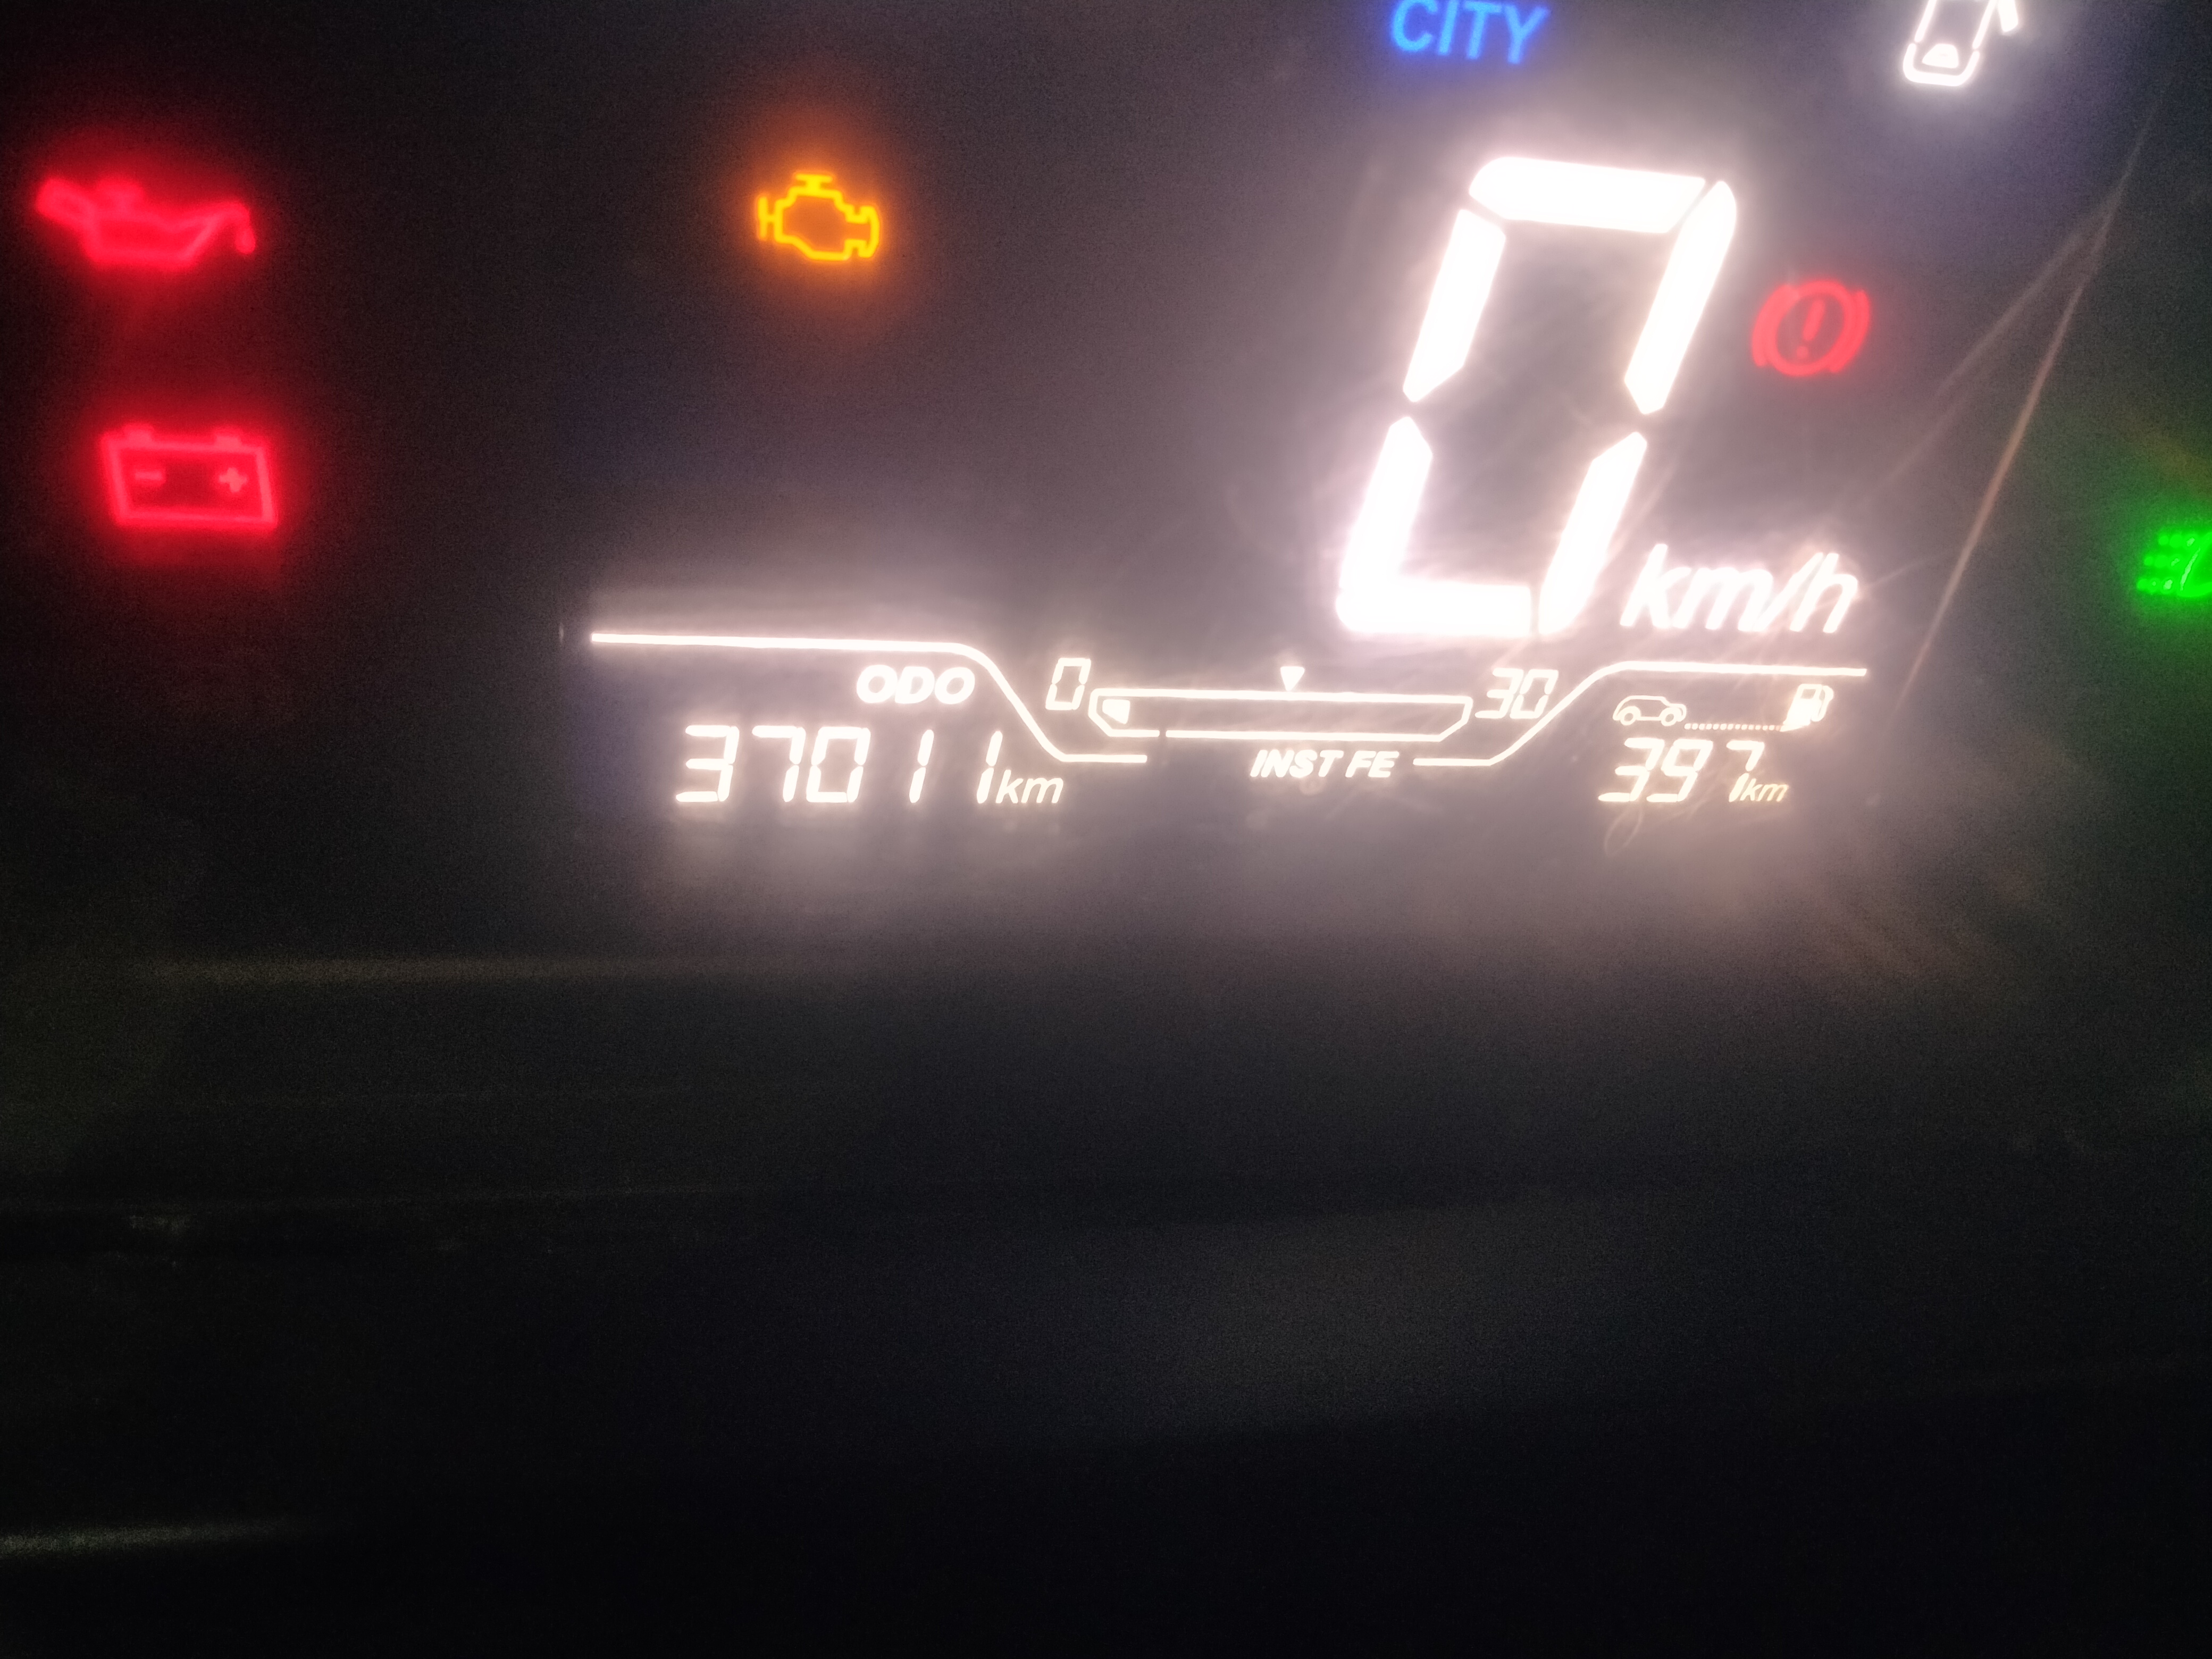 CITY
0
km/h
ODO
0 30
37011km
INST FE
397km